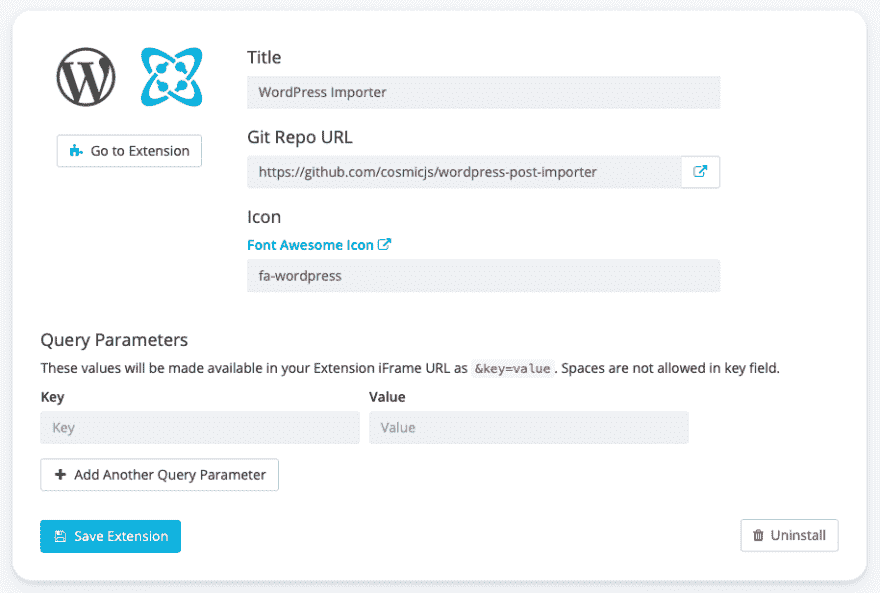 Title
WordPress Importer
Go to Extension
Git Repo URL
https://github.com/cosmicjs/wordpress-post-importer
Icon
Font Awesome Icon
fa-wordpress
Query Parameters
These values will be made available in your Extension iFrame URL as &key=value. Spaces are not allowed in key field.
Key Value
Key Value
Add Another Query Parameter
Save Extension Uninstall